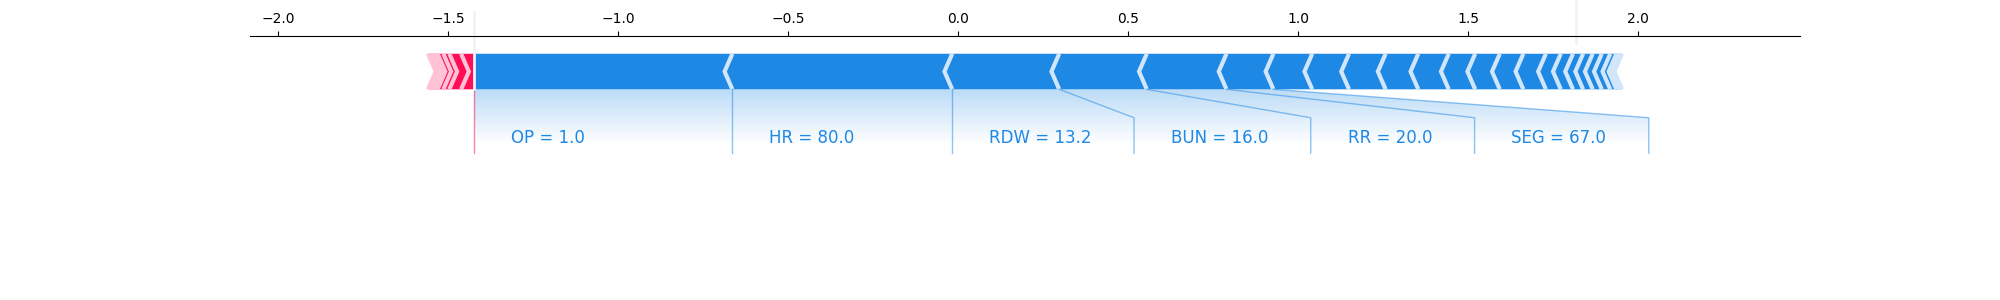 −2.0 −1.5 −1.0 −0.5 0.0 0.5 1.0 1.5 2.0
OP = 1.0 HR = 80.0 RDW = 13.2 BUN = 16.0 RR = 20.0 SEG = 67.0